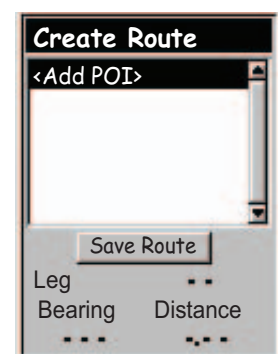 Create Route
<Add POI>
Save Route
Leg - -
Bearing Distance
- - - -.- -